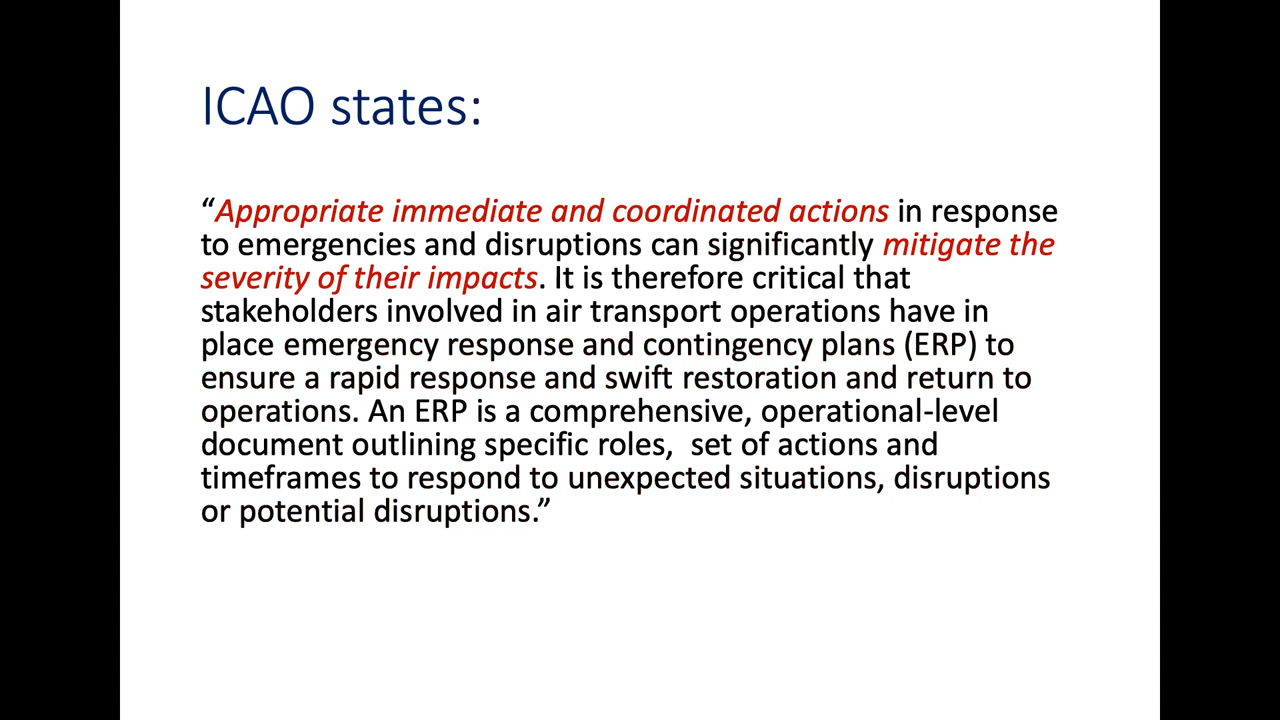 ICAO states:
“Appropriate immediate and coordinated actions in response
to emergencies and disruptions can significantly mitigate the
severity of their impacts. It is therefore critical that
stakeholders involved in air transport operations have in
place emergency response and contingency plans (ERP) to
ensure a rapid response and swift restoration and return to
operations. An ERP is a comprehensive, operational-level
document outlining specific roles,  set of actions and
timeframes to respond to unexpected situations, disruptions
or potential disruptions.”